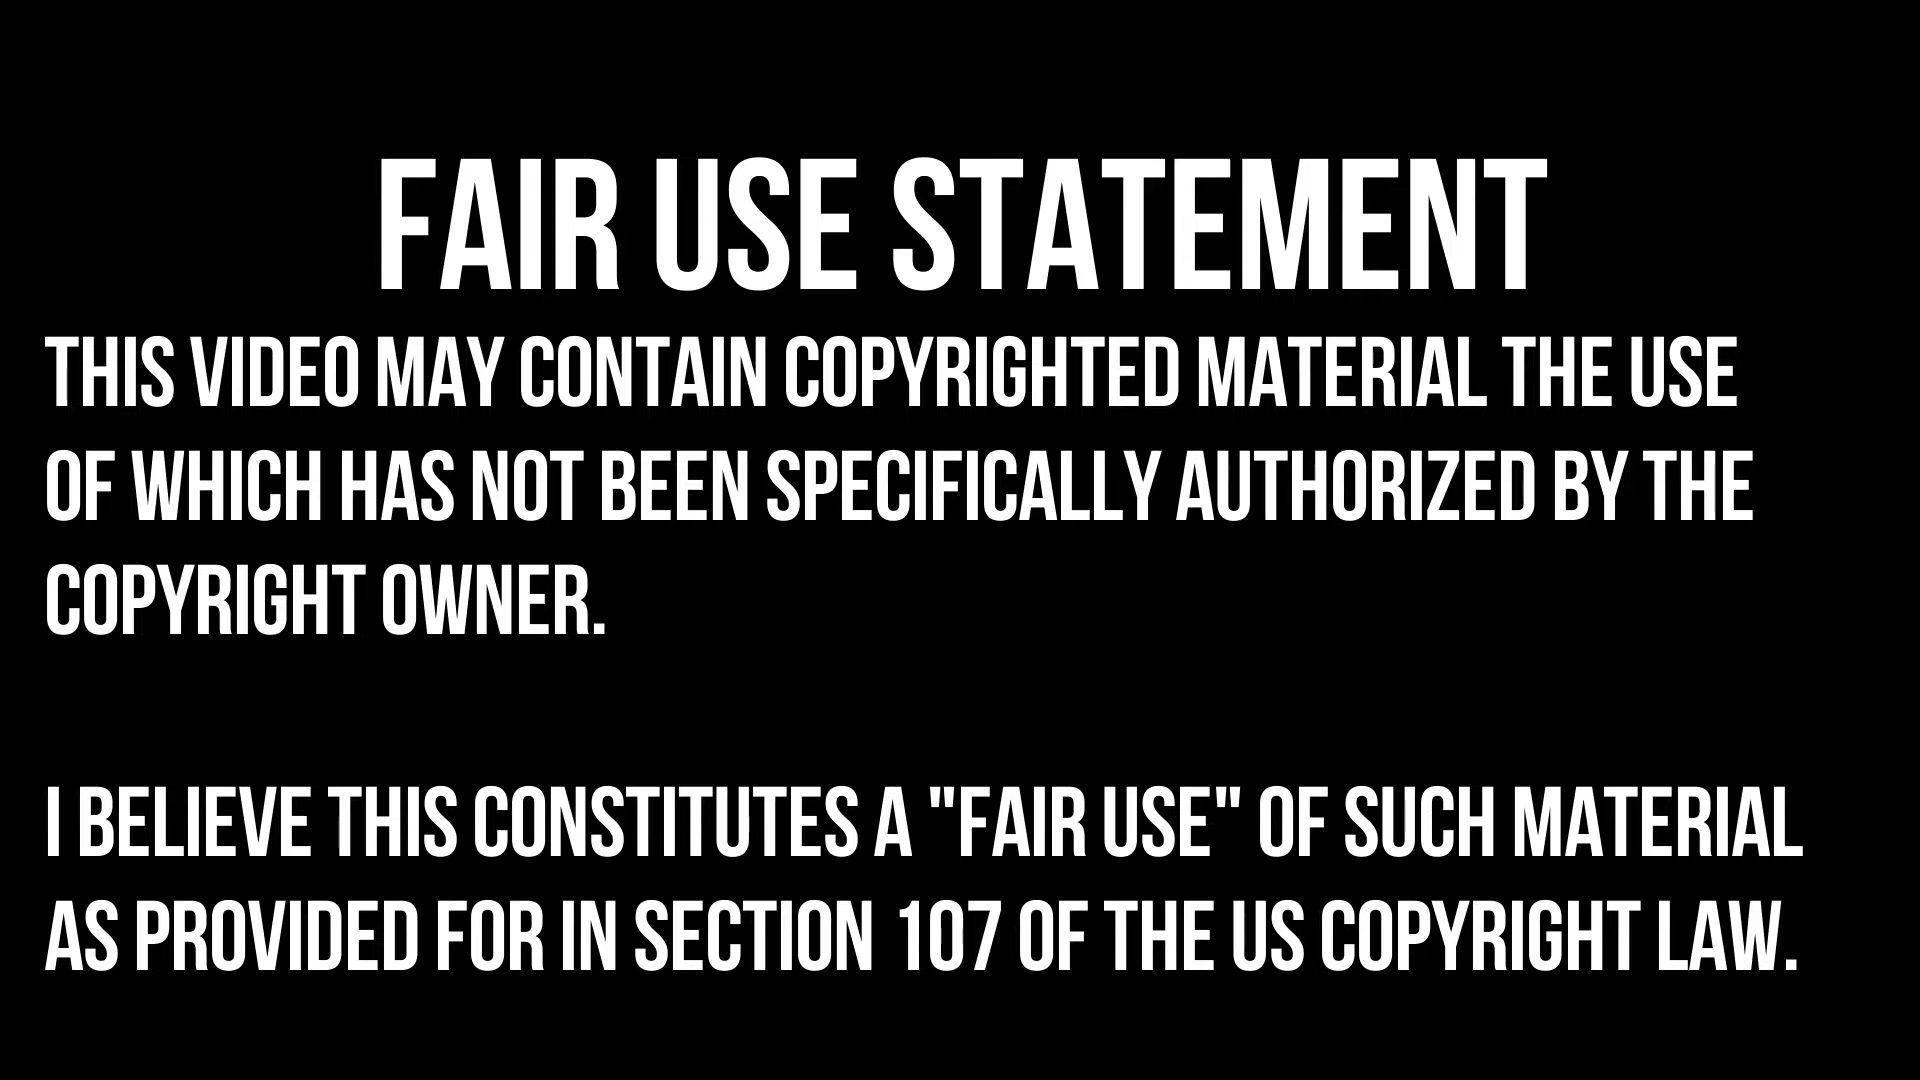 FAIR USE STATEMENT
THIS VIDEO MAY CONTAIN COPYRIGHTED MATERIAL THE USE
OF WHICH HAS NOT BEEN SPECIFICALLY AUTHORIZED BY THE
COPYRIGHT OWNER.
I BELIEVE THIS CONSTITUTES A "FAIR USE" OF SUCH MATERIAL
AS PROVIDED FOR IN SECTION 107 OF THE US COPYRIGHT LAW.